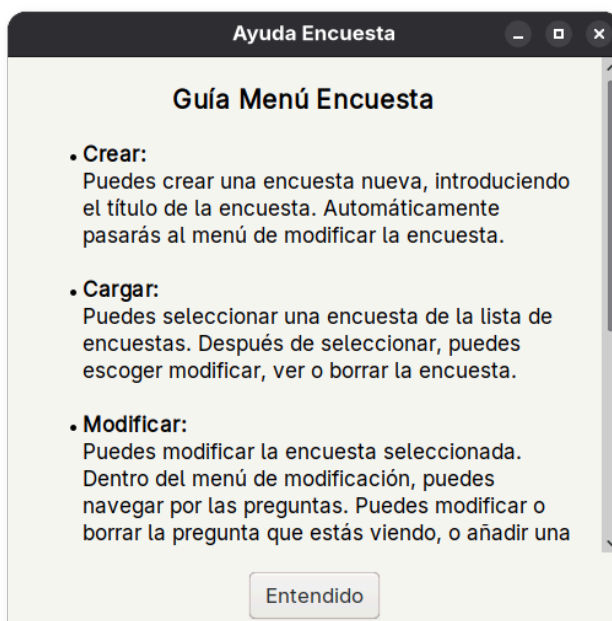 Ayuda Encuesta
Guía Menú Encuesta
• Crear:
Puedes crear una encuesta nueva, introduciendo
el título de la encuesta. Automáticamente
pasarás al menú de modificar la encuesta.
• Cargar:
Puedes seleccionar una encuesta de la lista de
encuestas. Después de seleccionar, puedes
escoger modificar, ver o borrar la encuesta.
• Modificar:
Puedes modificar la encuesta seleccionada.
Dentro del menú de modificación, puedes
navegar por las preguntas. Puedes modificar o
borrar la pregunta que estás viendo, o añadir una
Entendido